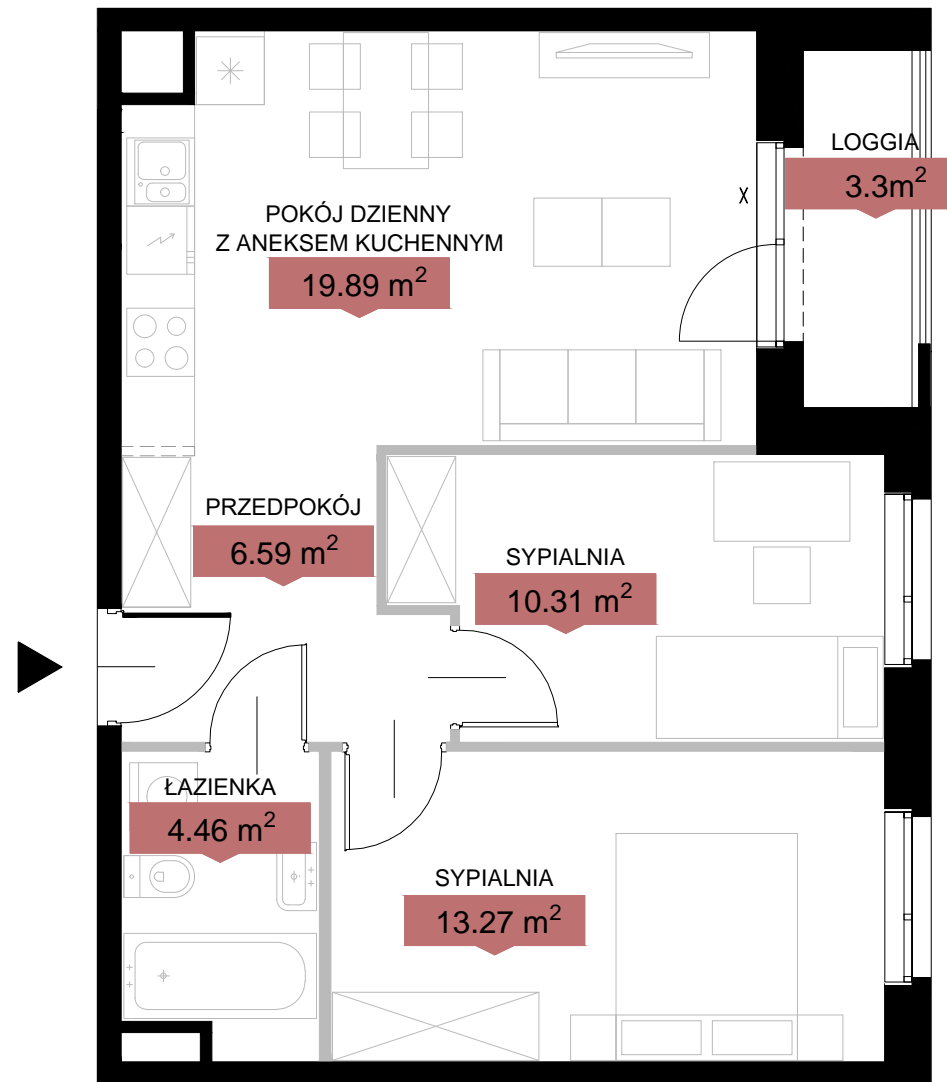 LOGGIA
3.3m²
POKÓJ DZIENNY
Z ANEKSEM KUCHENNYM
19.89 m²
PRZEDPOKÓJ
6.59 m²
SYPIALNIA
10.31 m²
ŁAZIENKA
4.46 m²
SYPIALNIA
13.27 m²